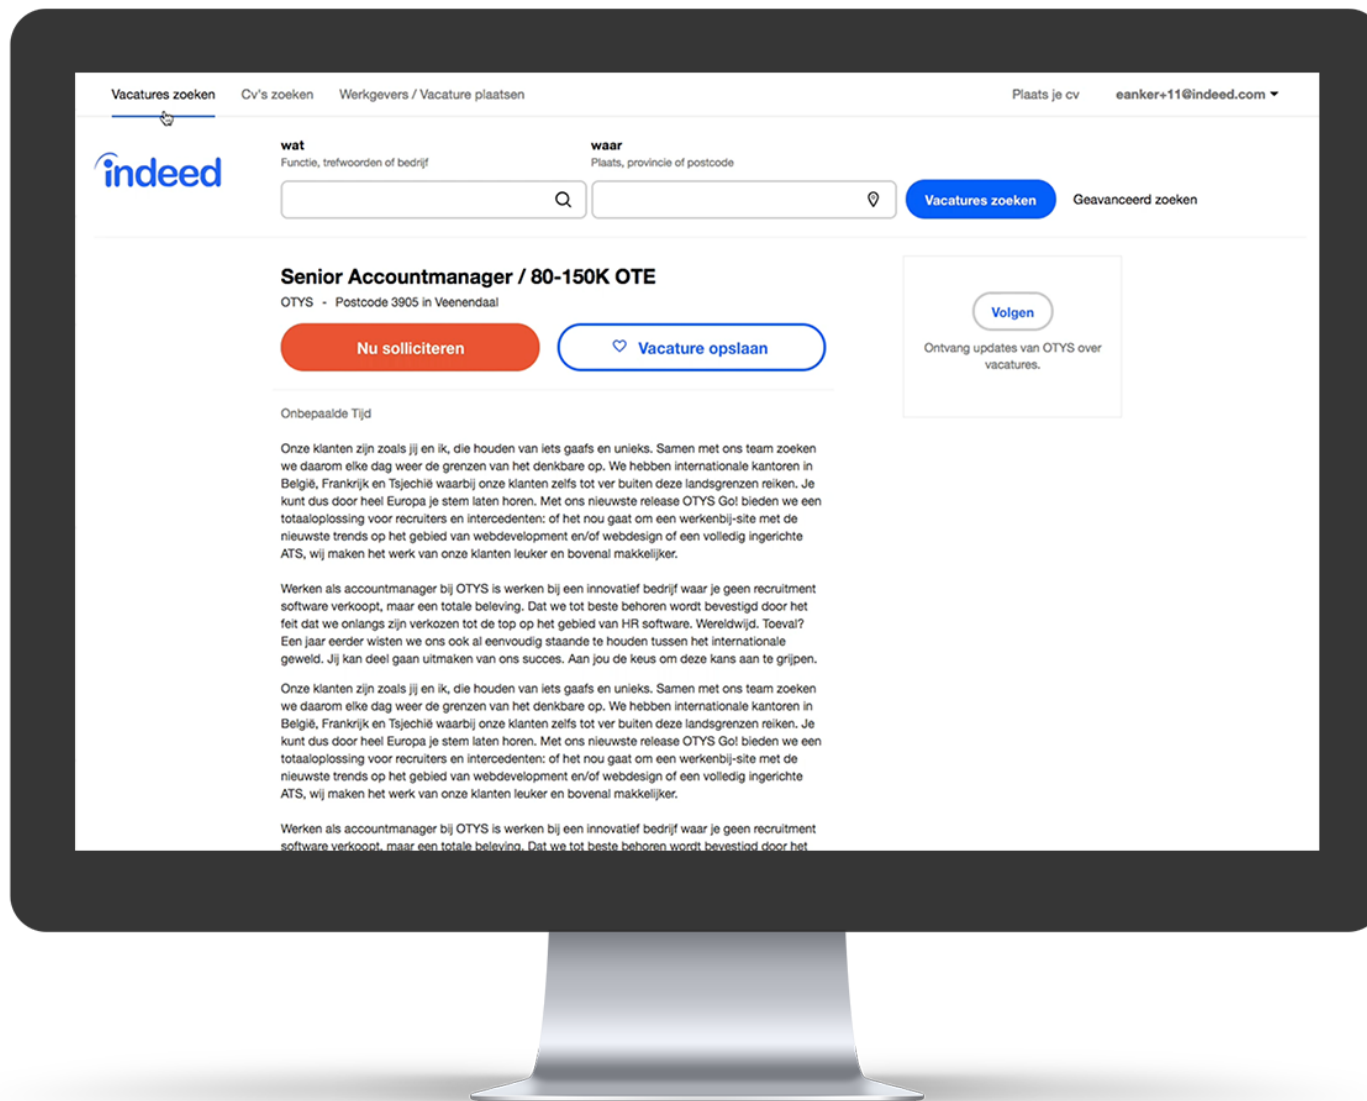 Vacatures zoeken Cv's zoeken Werkgevers / Vacature plaatsen Plaats je cv eanker+11@indeed.com
indeed
wat
Functie, trefwoorden of bedrijf
waar
Plaats, provincie of postcode
Vacatures zoeken Geavanceerd zoeken
Senior Accountmanager / 80-150K OTE
OTYS - Postcode 3905 in Veenendaal
Nu solliciteren Vacature opslaan
Volgen
Ontvang updates van OTYS over
vacatures.
Onbepaalde Tijd
Onze klanten zijn zoals jij en ik, die houden van iets gaafs en unieks. Samen met ons team zoeken
we daarom elke dag weer de grenzen van het denkbare op. We hebben internationale kantoren in
België, Frankrijk en Tsjechië waarbij onze klanten zelfs tot ver buiten deze landsgrenzen reiken. Je
kunt dus door heel Europa je stem laten horen. Met ons nieuwste release OTYS Go! bieden we een
totaaloplossing voor recruiters en intercedenten: of het nou gaat om een werkenbij-site met de
nieuwste trends op het gebied van webdevelopment en/of webdesign of een volledig ingerichte
ATS, wij maken het werk van onze klanten leuker en bovenal makkelijker.
Werken als accountmanager bij OTYS is werken bij een innovatief bedrijf waar je geen recruitment
software verkoopt, maar een totale beleving. Dat we tot beste behoren wordt bevestigd door het
feit dat we onlangs zijn verkozen tot de top op het gebied van HR software. Wereldwijd. Toeval?
Een jaar eerder wisten we ons ook al eenvoudig staande te houden tussen het internationale
geweld. Jij kan deel gaan uitmaken van ons succes. Aan jou de keus om deze kans aan te grijpen.
Onze klanten zijn zoals jij en ik, die houden van iets gaafs en unieks. Samen met ons team zoeken
we daarom elke dag weer de grenzen van het denkbare op. We hebben internationale kantoren in
België, Frankrijk en Tsjechië waarbij onze klanten zelfs tot ver buiten deze landsgrenzen reiken. Je
kunt dus door heel Europa je stem laten horen. Met ons nieuwste release OTYS Go! bieden we een
totaaloplossing voor recruiters en intercedenten: of het nou gaat om een werkenbij-site met de
nieuwste trends op het gebied van webdevelopment en/of webdesign of een volledig ingerichte
ATS, wij maken het werk van onze klanten leuker en bovenal makkelijker.
Werken als accountmanager bij OTYS is werken bij een innovatief bedrijf waar je geen recruitment
software verkoopt, maar een totale beleving. Dat we tot beste behoren wordt bevestigd door het